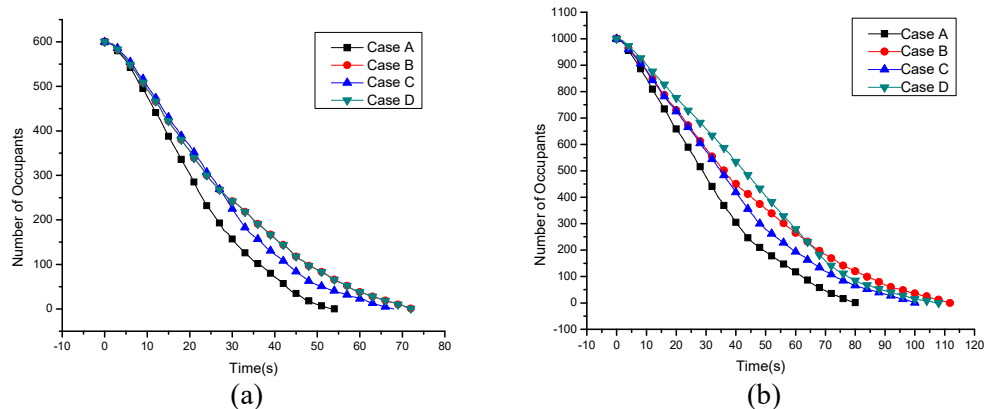 600
500
400
300
200
100
0
-10 0 10 20 30 40 50 60 70 80
Number of Occupants
Time(s)
Case A
Case B
Case C
Case D
(a)
1100
1000
900
800
700
600
500
400
300
200
100
0
-100
-10 0 10 20 30 40 50 60 70 80 90 100 110 120
Number of Occupants
Time(s)
Case A
Case B
Case C
Case D
(b)